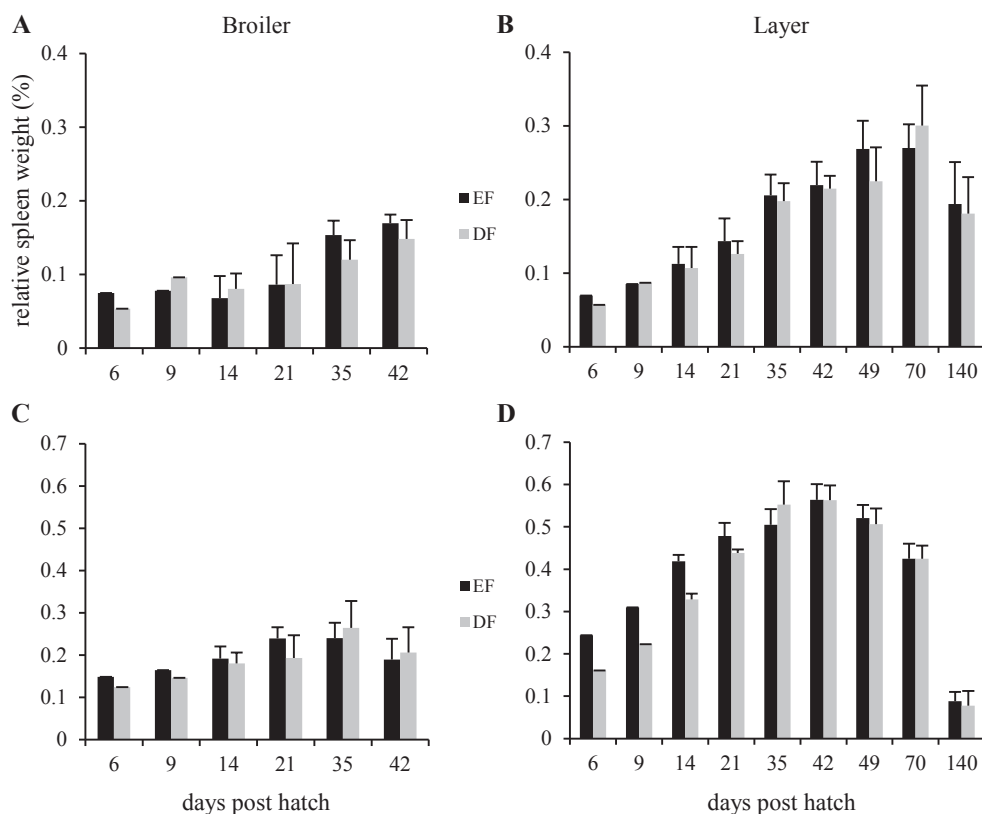 A Broiler
0.4
0.3
0.2
0.1
0
relative spleen weight (%)
6 9 14 21 35 42
EF
DF
B Layer
0.4
0.3
0.2
0.1
0
6 9 14 21 35 42 49 70 140
C
0.7
0.6
0.5
0.4
0.3
0.2
0.1
0
6 9 14 21 35 42
days post hatch
EF
DF
D
0.7
0.6
0.5
0.4
0.3
0.2
0.1
0
6 9 14 21 35 42 49 70 140
days post hatch